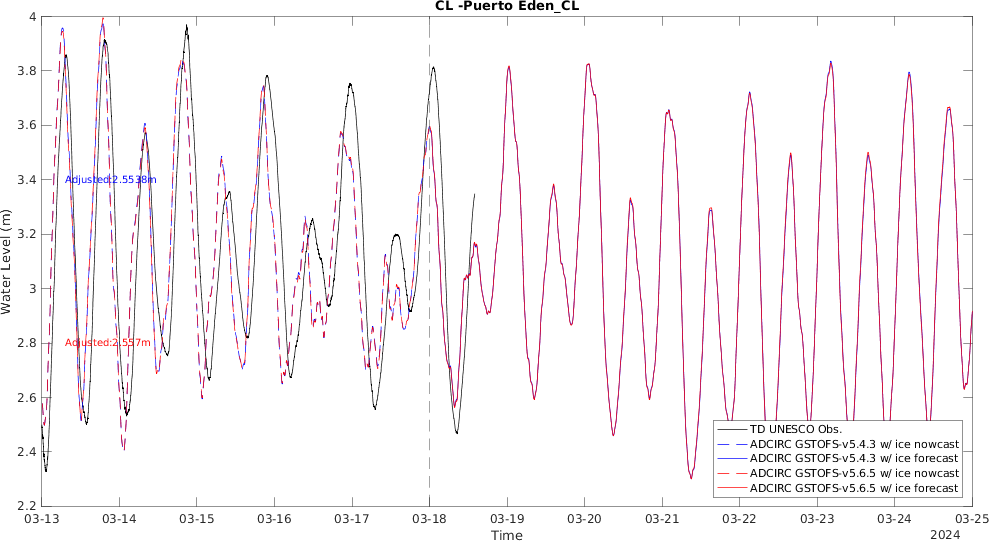 CL -Puerto Eden_CL
Water Level (m)
4
3.8
3.6
3.4
3.2
3
2.8
2.6
2.4
2.2
Adjusted:2.5538m
Adjusted:2.557m
TD UNESCO Obs.
ADCIRC GSTOFS-v5.4.3 w/ ice nowcast
ADCIRC GSTOFS-v5.4.3 w/ ice forecast
ADCIRC GSTOFS-v5.6.5 w/ ice nowcast
ADCIRC GSTOFS-v5.6.5 w/ ice forecast
03-13 03-14 03-15 03-16 03-17 03-18 03-19 03-20 03-21 03-22 03-23 03-24 03-25
Time
2024